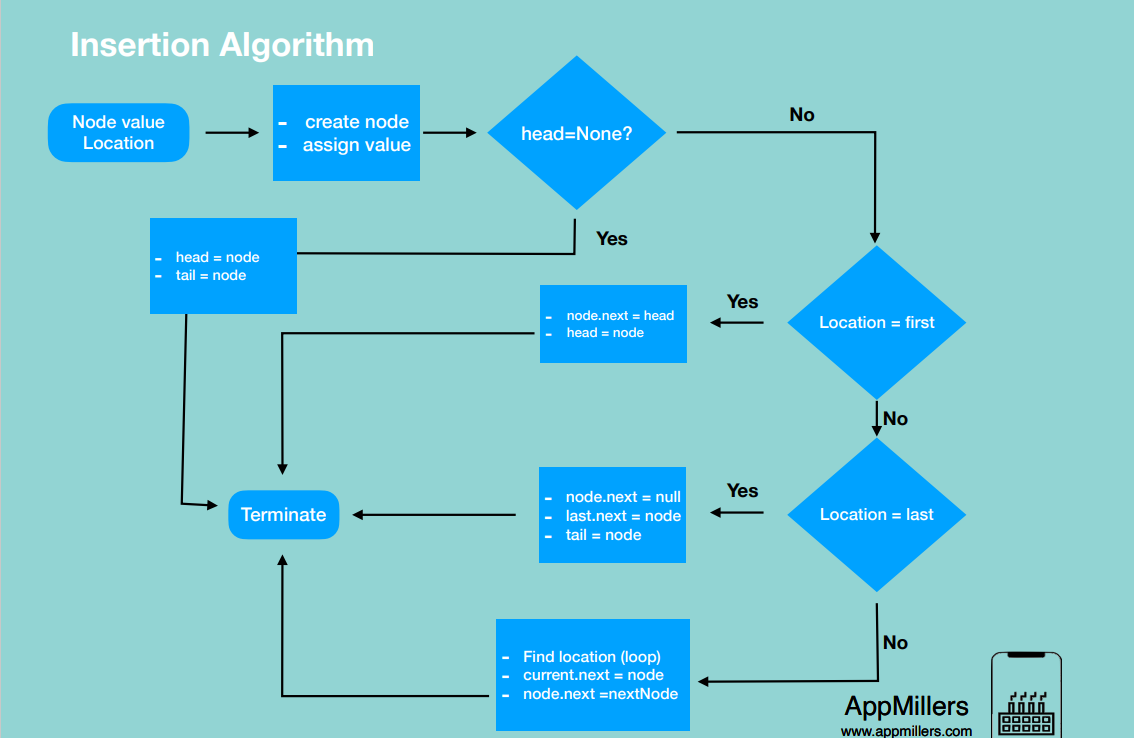 Insertion Algorithm
Node value
Location
- create node
- assign value
head=None?
No
Yes
- head = node
- tail = node
Location = first
Yes
- node.next = head
- head = node
No
Location = last
Yes
- node.next = null
- last.next = node
- tail = node
Terminate
No
- Find location (loop)
- current.next = node
- node.next =nextNode
AppMillers
www.appmillers.com